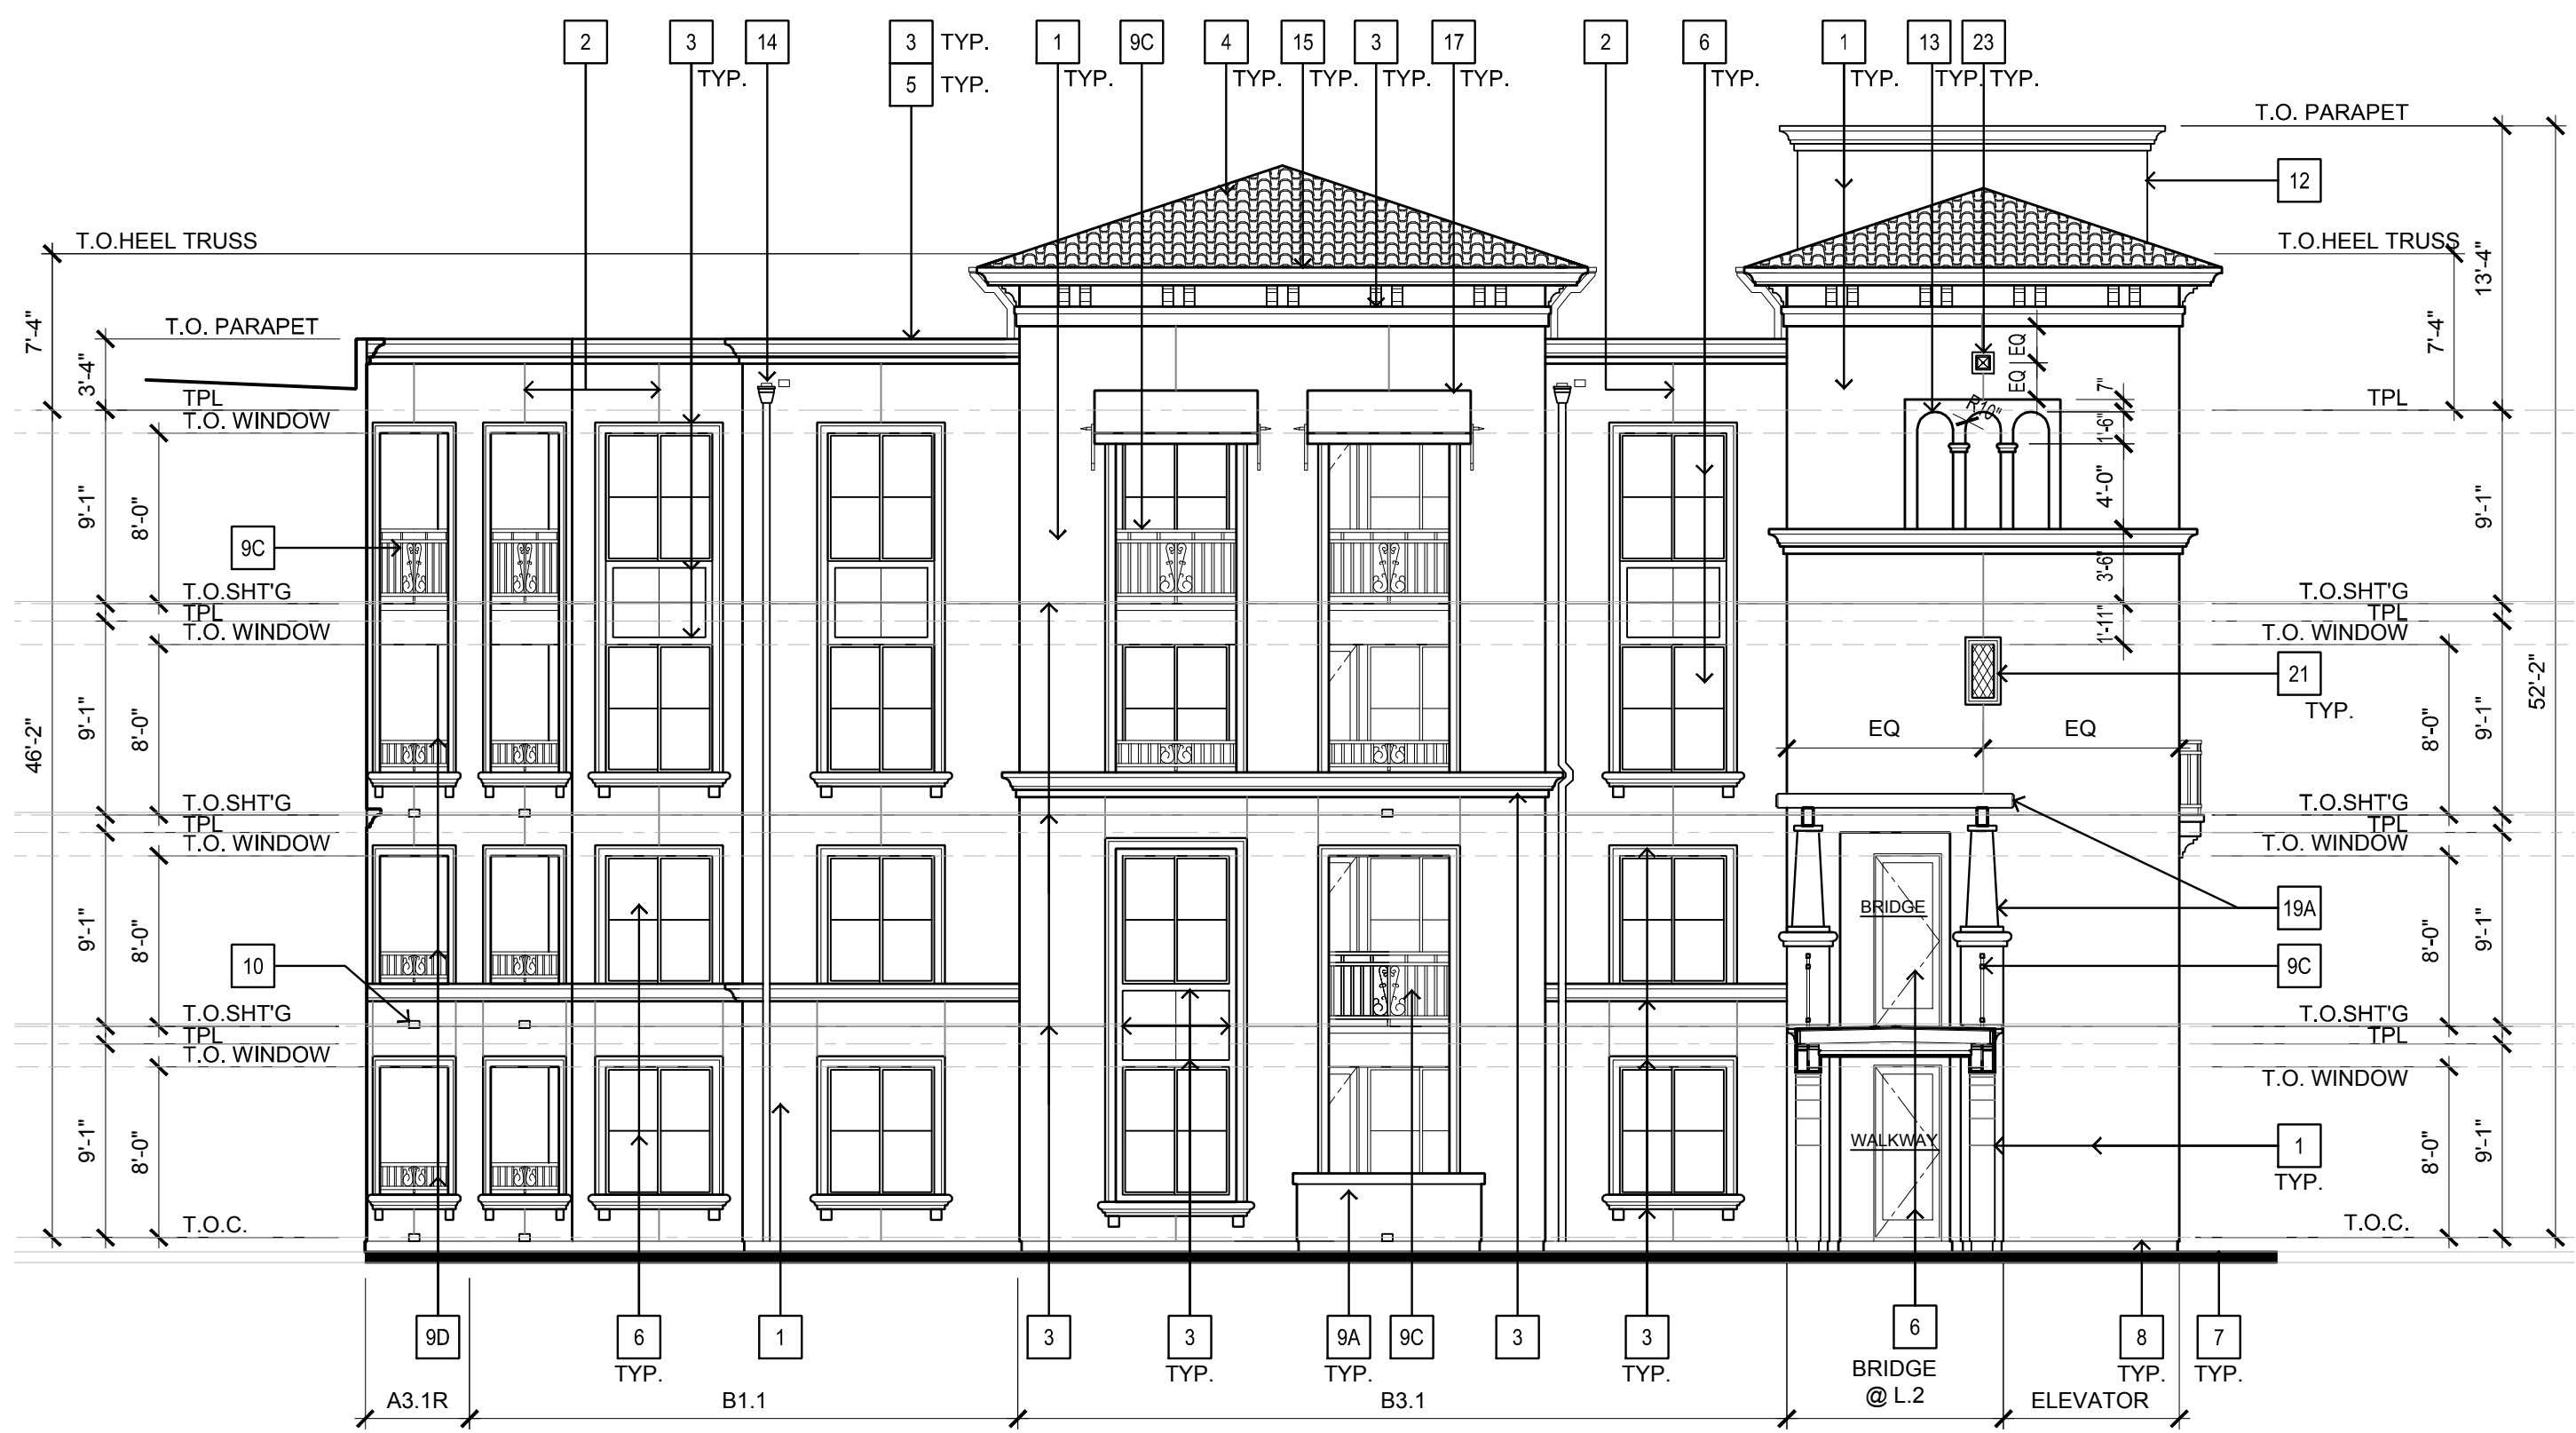 2 3 14 3 TYP. 1 9C 4 15 3 17 2 6 1 13 23
TYP. 5 TYP. TYP. TYP. TYP. TYP. TYP. TYP. TYP. TYP. TYP.
T.O. PARAPET
12
T.O.HEEL TRUSS
T.O.HEEL TRUSS
13'-4"
7'-4"
7'-4"
T.O. PARAPET
3'-4"
EQ
EQ
TPL
7"
TPL
T.O. WINDOW
R10"
1'-6"
9'-1"
8'-0"
4'-0"
9'-1"
9C
3'-6"
T.O.SHT'G
T.O.SHT'G
TPL
TPL
T.O. WINDOW
1'-11"
T.O. WINDOW
21
TYP.
46'-2"
9'-1"
8'-0"
EQ
EQ
8'-0"
9'-1"
52'-2"
T.O.SHT'G
T.O.SHT'G
TPL
TPL
T.O. WINDOW
T.O. WINDOW
BRIDGE
19A
9'-1"
8'-0"
8'-0"
9'-1"
10
9C
T.O.SHT'G
T.O.SHT'G
TPL
TPL
T.O. WINDOW
T.O. WINDOW
9'-1"
8'-0"
WALKWAY
1
TYP.
8'-0"
9'-1"
T.O.C.
T.O.C.
9D 6 1 3 3 9A 9C 3 3 6 8 7
TYP. TYP. TYP. TYP. BRIDGE TYP. TYP.
@ L.2
A3.1R B1.1 B3.1 ELEVATOR